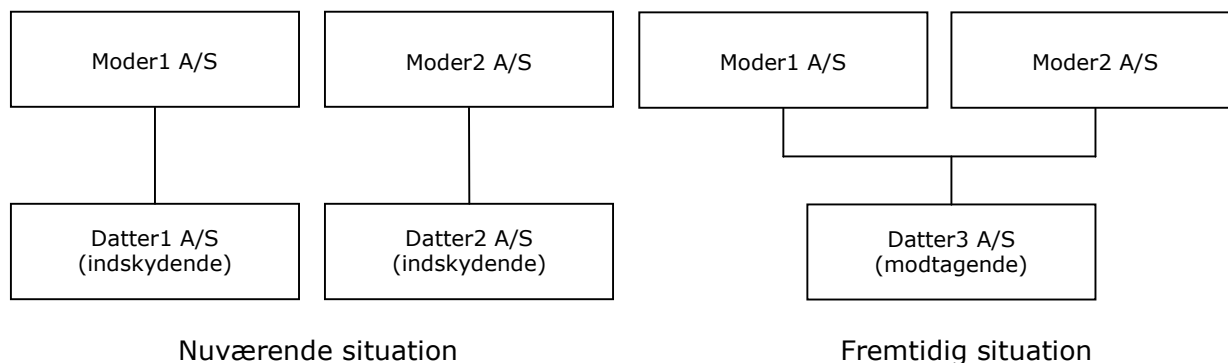 Moder1 A/S
Moder2 A/S
Datter1 A/S
(indskydende)
Datter2 A/S
(indskydende)
Nuværende situation
Moder1 A/S
Moder2 A/S
Datter3 A/S
(modtagende)
Fremtidig situation